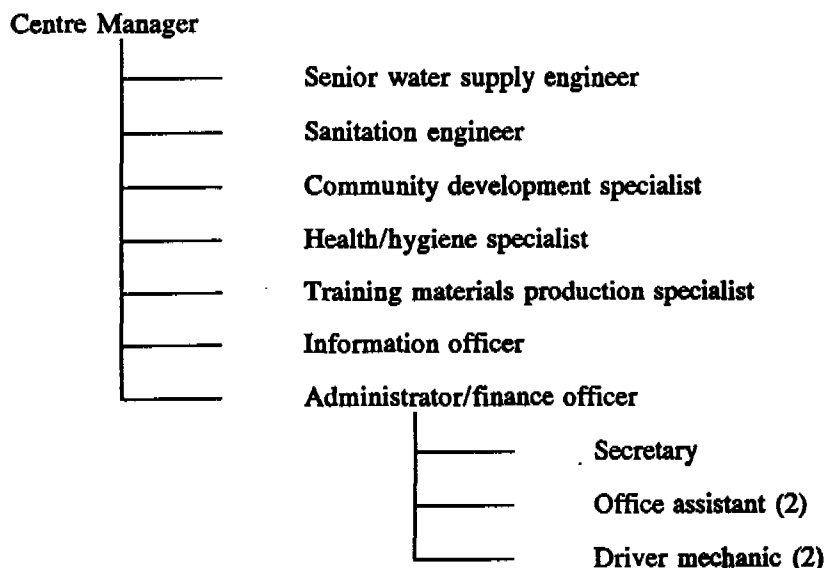 Centre Manager
Senior water supply engineer
Sanitation engineer
Community development specialist
Health/hygiene specialist
Training materials production specialist
Information officer
Administrator/finance officer
Secretary
Office assistant (2)
Driver mechanic (2)